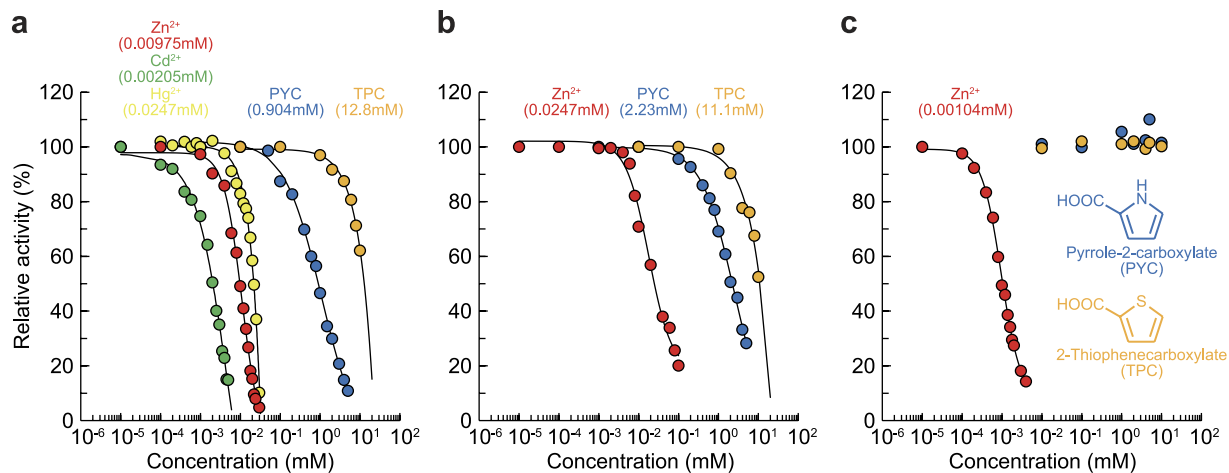 a
Zn²⁺
(0.00975mM)
Cd²⁺
(0.00205mM)
Hg²⁺
(0.0247mM)
PYC
(0.904mM)
TPC
(12.8mM)
Relative activity (%)
120
100
80
60
40
20
0
10⁻⁶ 10⁻⁵ 10⁻⁴ 10⁻³ 10⁻² 10⁻¹ 10⁰ 10¹ 10²
Concentration (mM)
b
Zn²⁺
(0.0247mM)
PYC
(2.23mM)
TPC
(11.1mM)
120
100
80
60
40
20
0
10⁻⁶ 10⁻⁵ 10⁻⁴ 10⁻³ 10⁻² 10⁻¹ 10⁰ 10¹ 10²
Concentration (mM)
c
Zn²⁺
(0.00104mM)
120
100
80
60
40
20
0
10⁻⁶ 10⁻⁵ 10⁻⁴ 10⁻³ 10⁻² 10⁻¹ 10⁰ 10¹ 10²
Concentration (mM)
H
HOOC N
Pyrrole-2-carboxylate
(PYC)
HOOC S
2-Thiophenecarboxylate
(TPC)